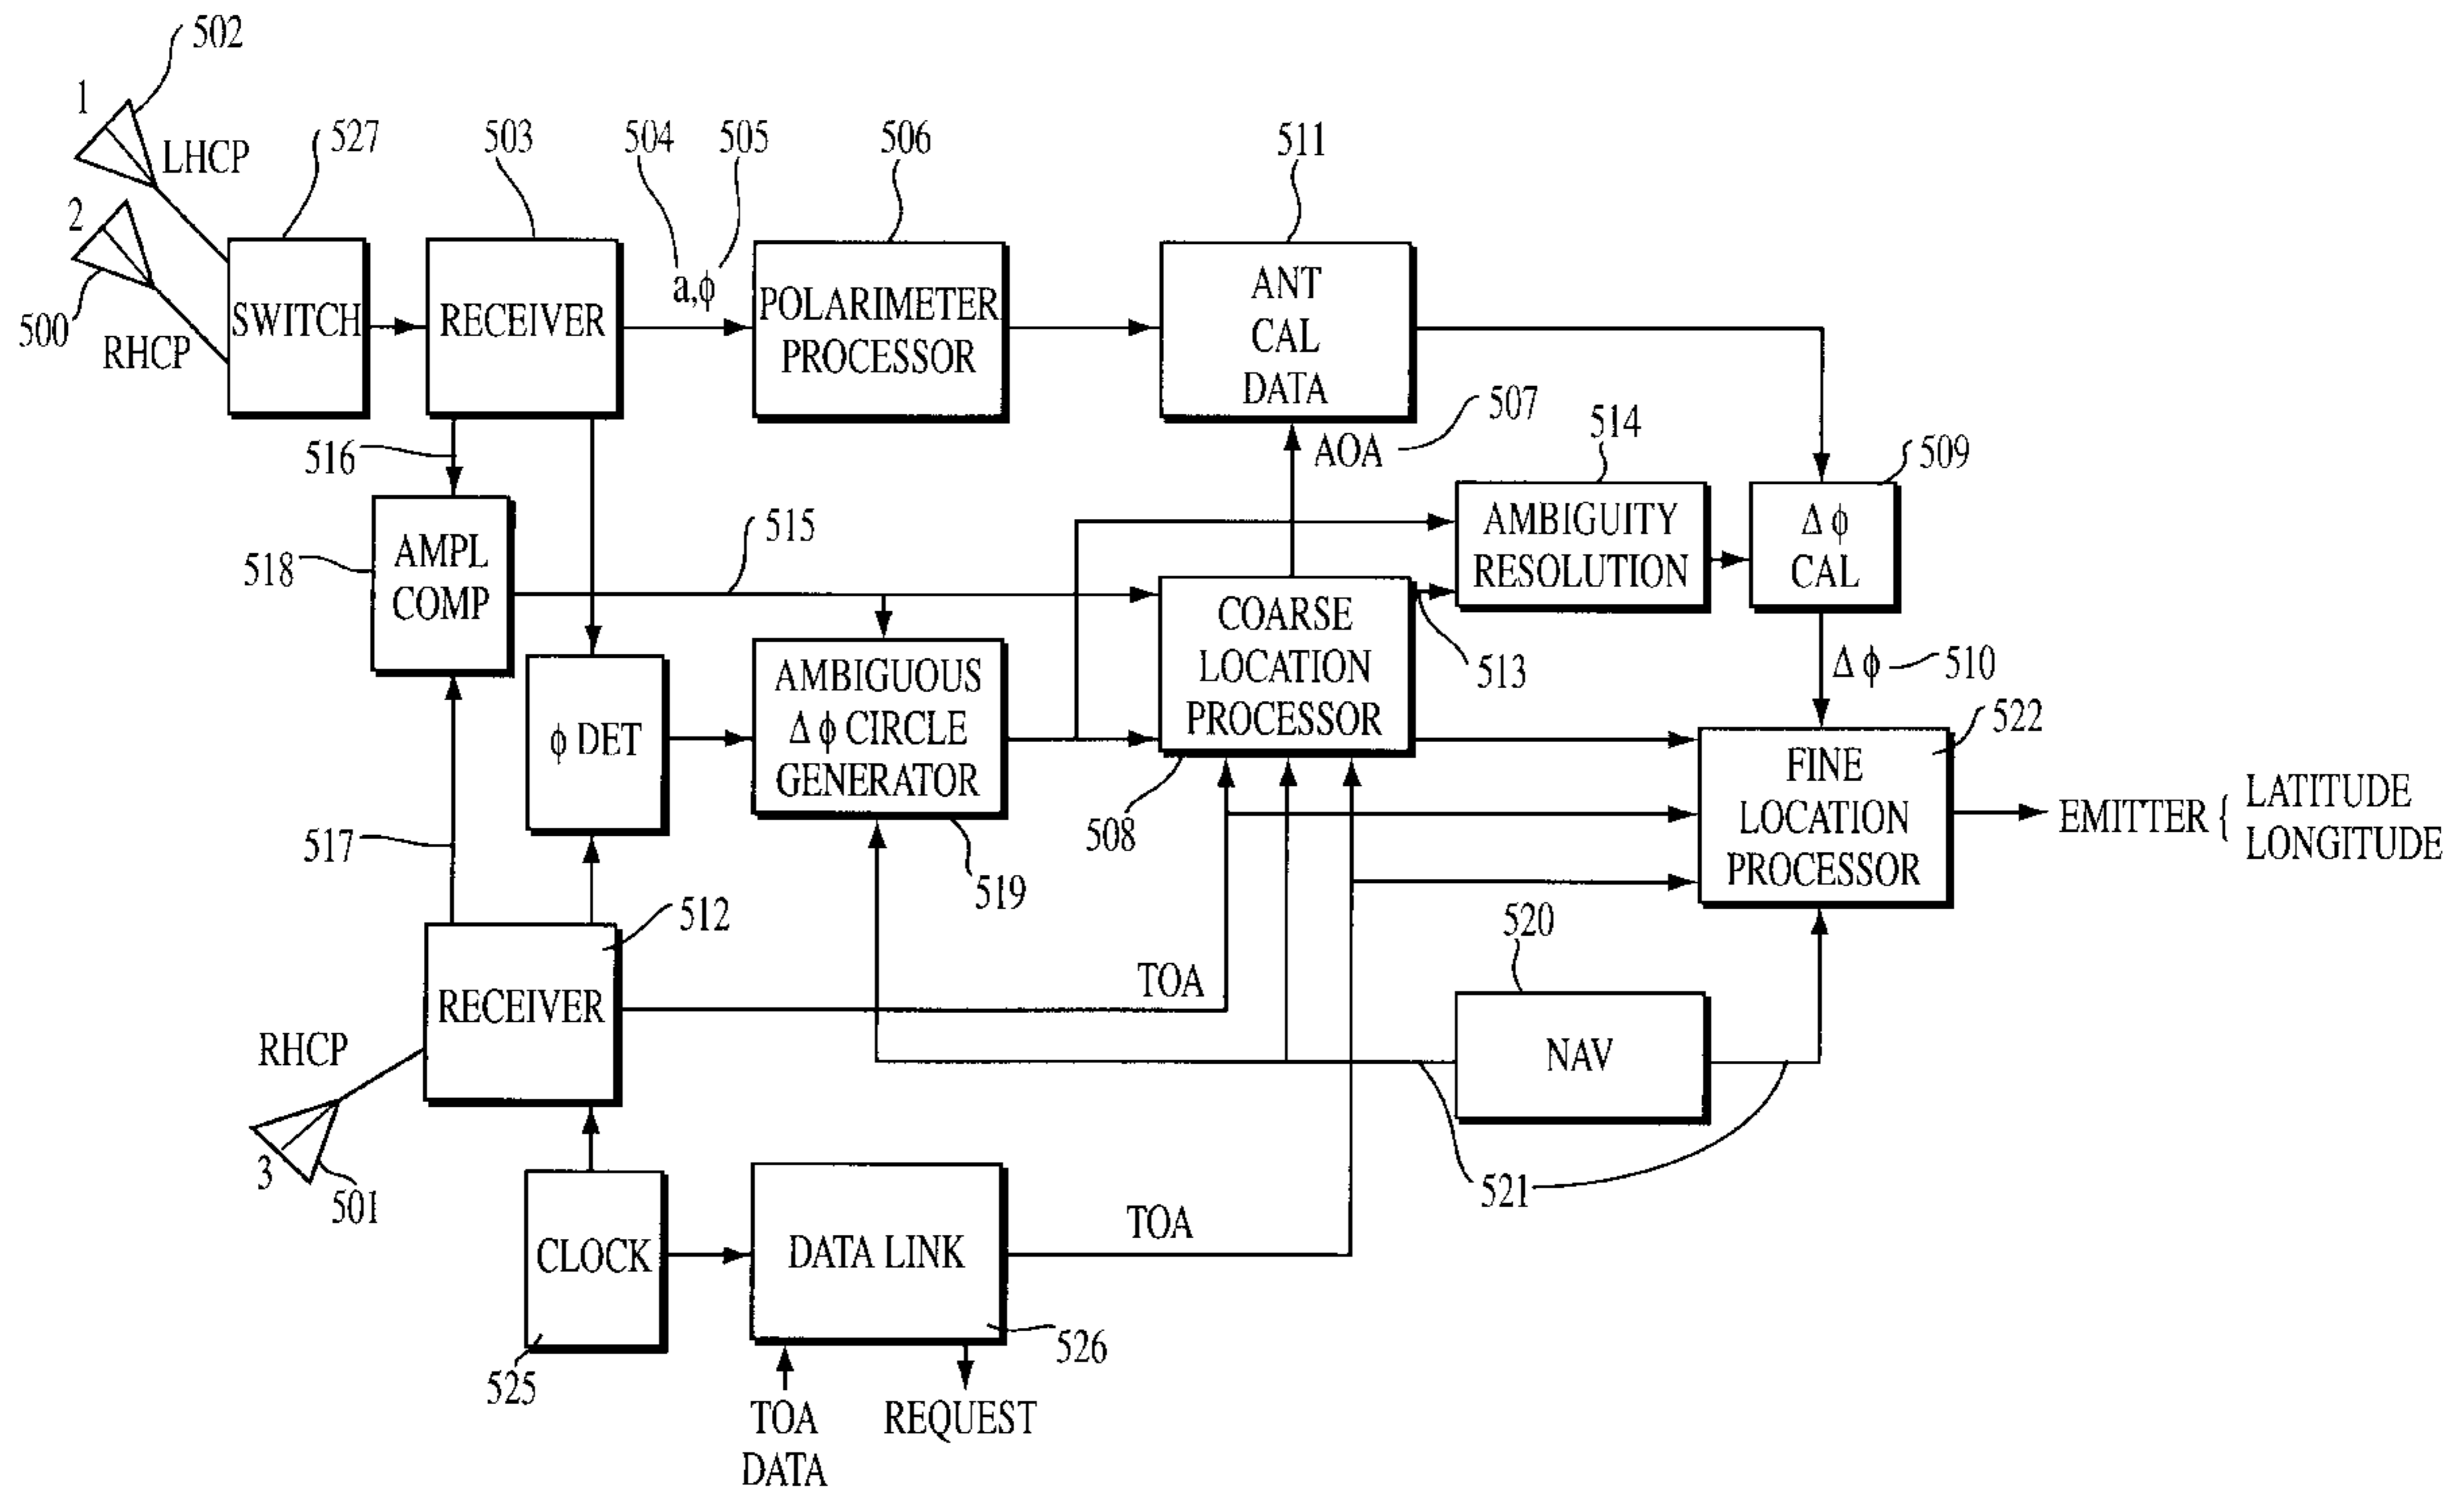 502
1
LHCP
527
503
504
505
506
511
2
500
RHCP
SWITCH
RECEIVER
a,ϕ
POLARIMETER
PROCESSOR
ANT
CAL
DATA
AOA
507
514
509
516
518
AMPL
COMP
515
AMBIGUITY
RESOLUTION
Δ ϕ
CAL
COARSE
LOCATION
PROCESSOR
513
Δ ϕ
510
ϕ DET
AMBIGUOUS
Δ ϕ CIRCLE
GENERATOR
522
FINE
LOCATION
PROCESSOR
EMITTER {
LATITUDE
LONGITUDE
517
508
519
512
520
RECEIVER
TOA
NAV
RHCP
3
501
521
CLOCK
DATA LINK
TOA
525
526
TOA
DATA
REQUEST